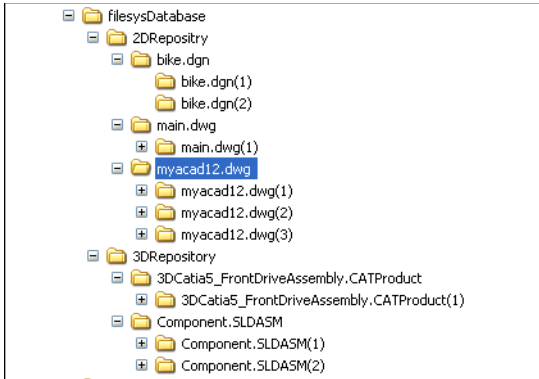 filesysDatabase
2DRepositry
bike.dgn
bike.dgn(1)
bike.dgn(2)
main.dwg
main.dwg(1)
myacad12.dwg
myacad12.dwg(1)
myacad12.dwg(2)
myacad12.dwg(3)
3DRepository
3DCatia5_FrontDriveAssembly.CATProduct
3DCatia5_FrontDriveAssembly.CATProduct(1)
Component.SLDASM
Component.SLDASM(1)
Component.SLDASM(2)